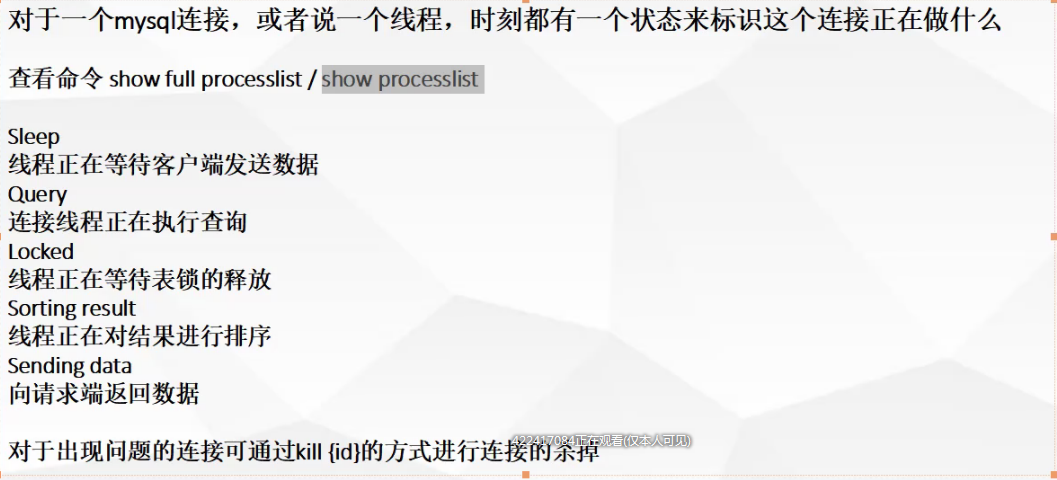 对于一个mysql连接，或者说一个线程，时刻都有一个状态来标识这个连接正在做什么
查看命令 show full processlist / show processlist
Sleep
线程正在等待客户端发送数据
Query
连接线程正在执行查询
Locked
线程正在等待表锁的释放
Sorting result
线程正在对结果进行排序
Sending data
向请求端返回数据
422417084正在观看(仅本人可见)
对于出现问题的连接可通过kill {id}的方式进行连接的杀掉